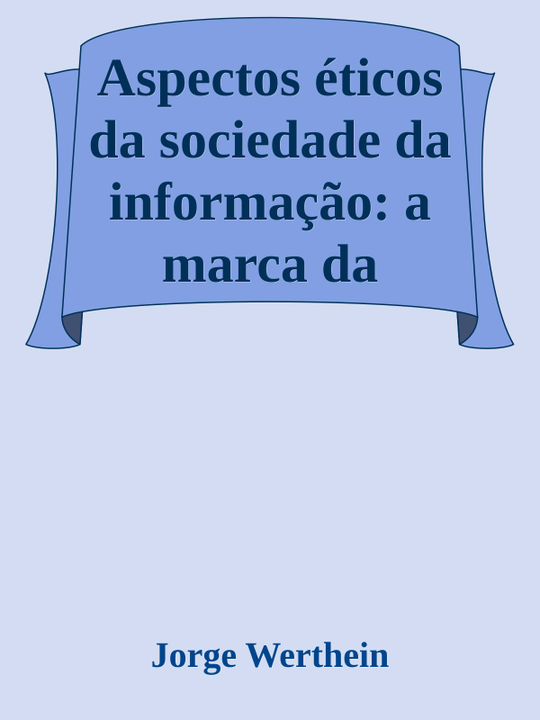 Aspectos éticos
da sociedade da
informação: a
marca da
Jorge Werthein